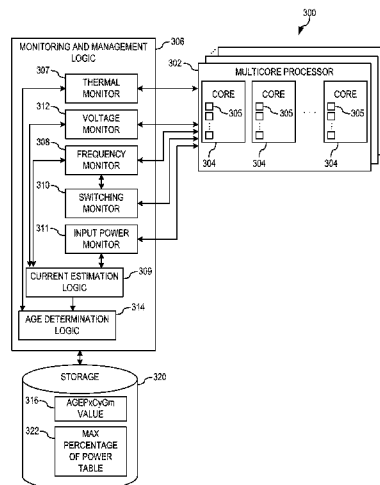 300
MONITORING AND MANAGEMENT
LOGIC
306
307
THERMAL
MONITOR
312
VOLTAGE
MONITOR
308
FREQUENCY
MONITOR
310
SWITCHING
MONITOR
311
INPUT POWER
MONITOR
CURRENT ESTIMATION
LOGIC
309
AGE DETERMINATION
LOGIC
314
302
MULTICORE PROCESSOR
CORE
305
304
CORE
305
304
. . .
CORE
305
304
STORAGE
320
316
AGEPxCyGm
VALUE
322
MAX
PERCENTAGE
OF POWER
TABLE